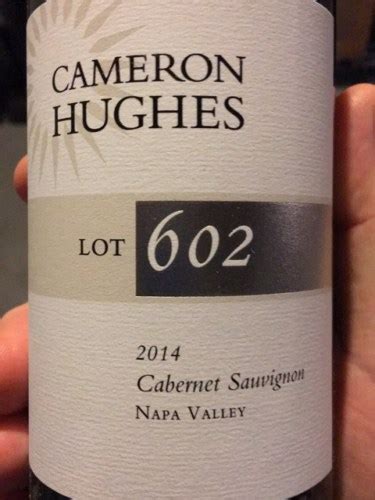 CAMERON
HUGHES
LOT 602
2014
Cabernet Sauvignon
NAPA VALLEY